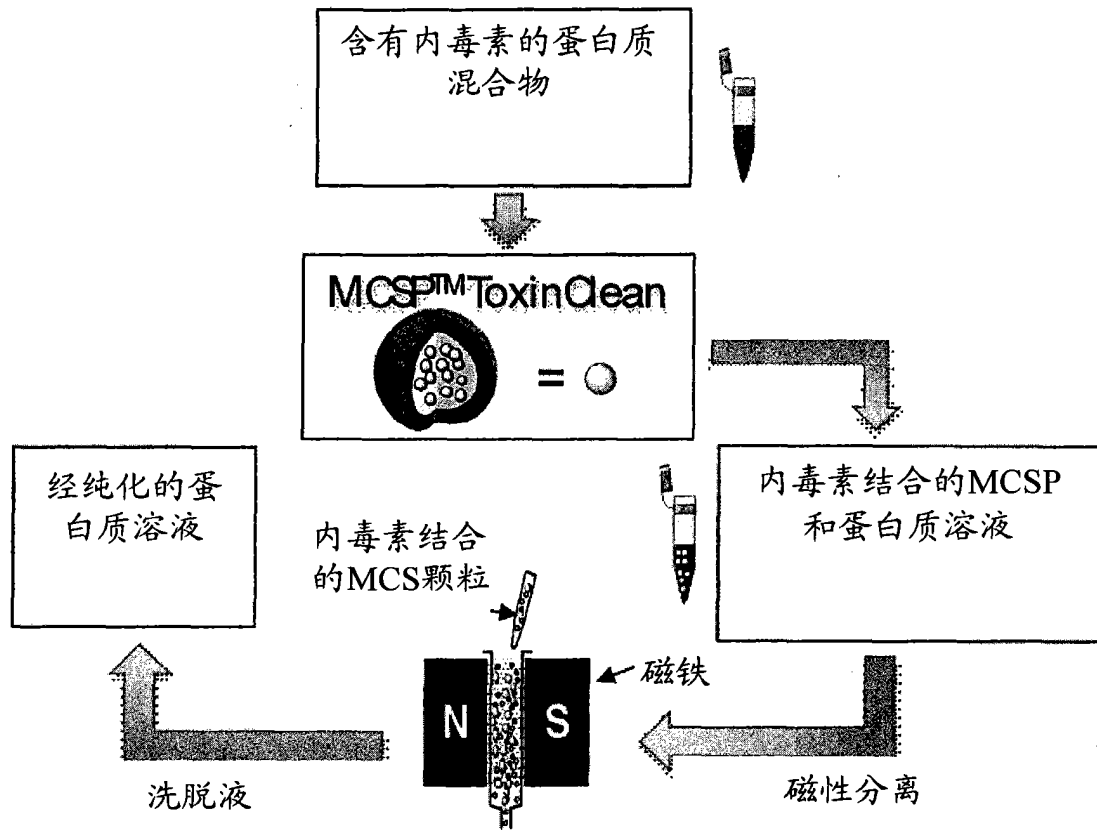 含有内毒素的蛋白质
混合物
MCSP™ToxinClean
=
内毒素结合的MCSP
和蛋白质溶液
经纯化的蛋
白质溶液
内毒素结合
的MCS颗粒
磁铁
N
S
洗脱液
磁性分离